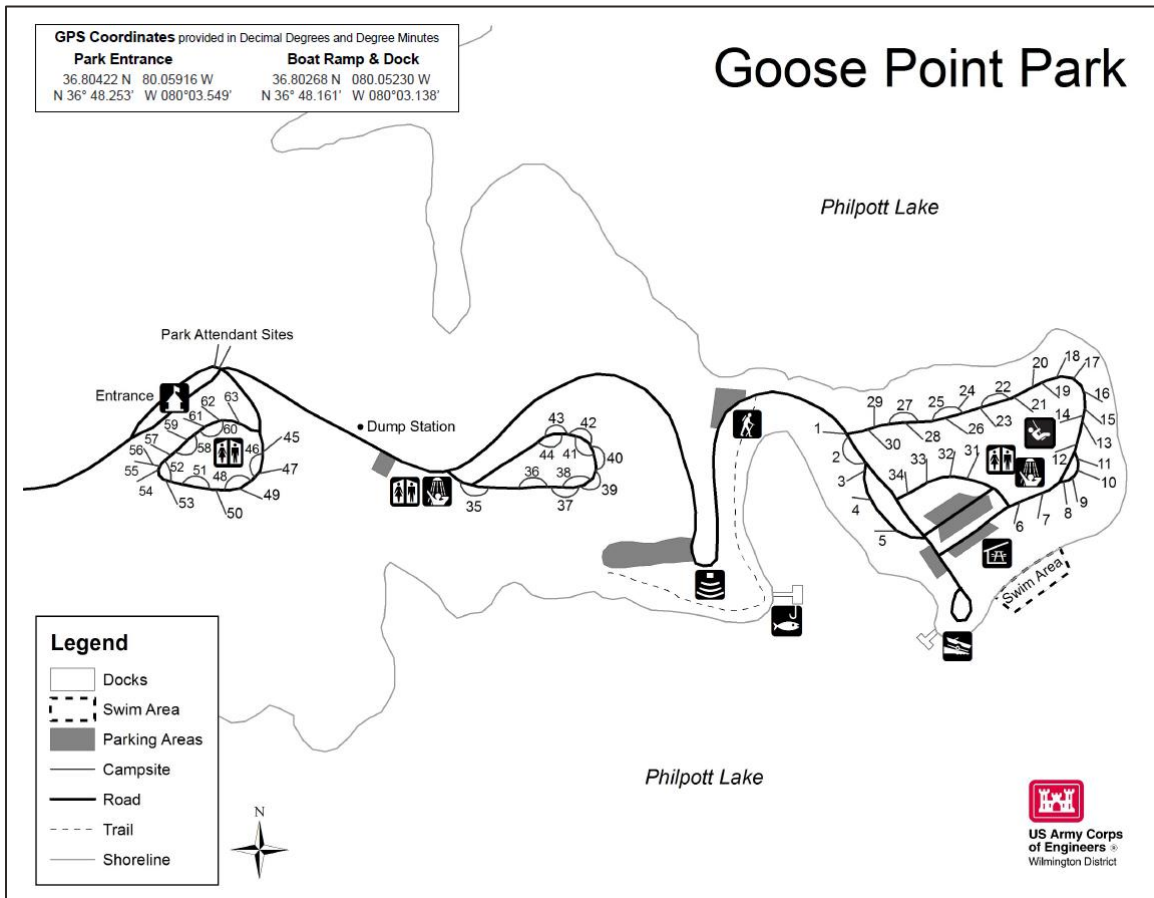 GPS Coordinates provided in Decimal Degrees and Degree Minutes
Park Entrance
36.80422 N 80.05916 W
N 36° 48.253' W 080°03.549'
Boat Ramp & Dock
36.80268 N 080.05230 W
N 36° 48.161' W 080°03.138'
Goose Point Park
Philpott Lake
Park Attendant Sites
Entrance
62
63
61
59
60
57
45
56
58
46
55
52
51
48
47
54
53
49
50
Dump Station
43
42
44
41
40
36
38
39
35
37
20
18
17
29
27
25
24
22
19
16
21
1
30
28
26
23
14
15
13
2
33
32
31
12
11
3
34
10
4
6
7
8
9
5
Swim Area
Legend
Docks
Swim Area
Parking Areas
Campsite
Road
Trail
Shoreline
N
Philpott Lake
US Army Corps
of Engineers ®
Wilmington District